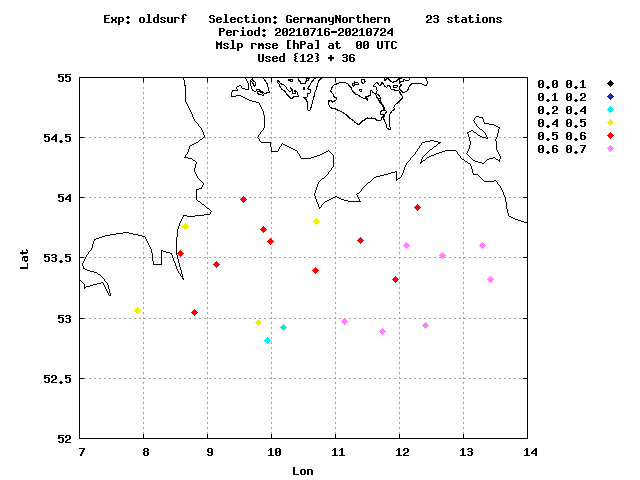 Exp: oldsurf   Selection: GermanyNorthern     23 stations
Period: 20210716-20210724
Mslp rmse [hPa] at  00 UTC
Used {12} + 36
0.0 0.1
0.1 0.2
0.2 0.4
0.4 0.5
0.5 0.6
0.6 0.7
55
54.5
54
53.5
53
52.5
52
Lat
7 8 9 10 11 12 13 14
Lon